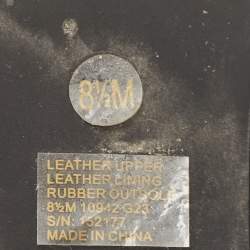 8½M
LEATHER UPPER
LEATHER LINING
RUBBER OUTSOLE
8½M 10942 G23
S/N: 152177
MADE IN CHINA